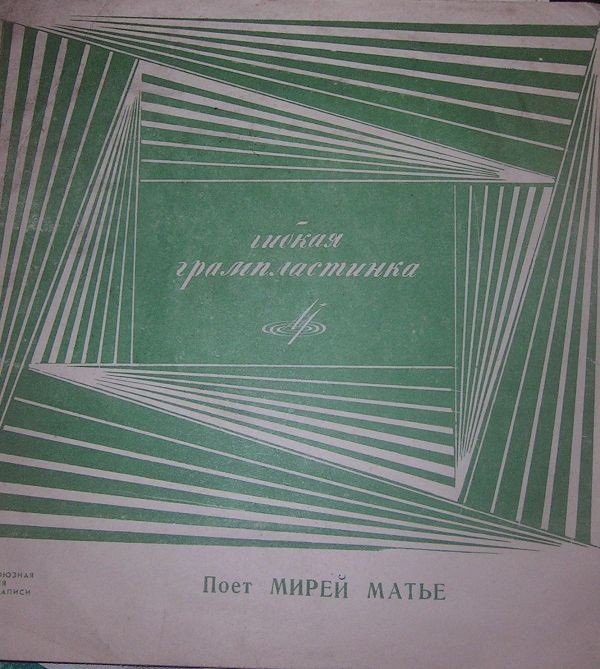 гибкая
грампластинка
Поет МИРЕЙ МАТЬЕ